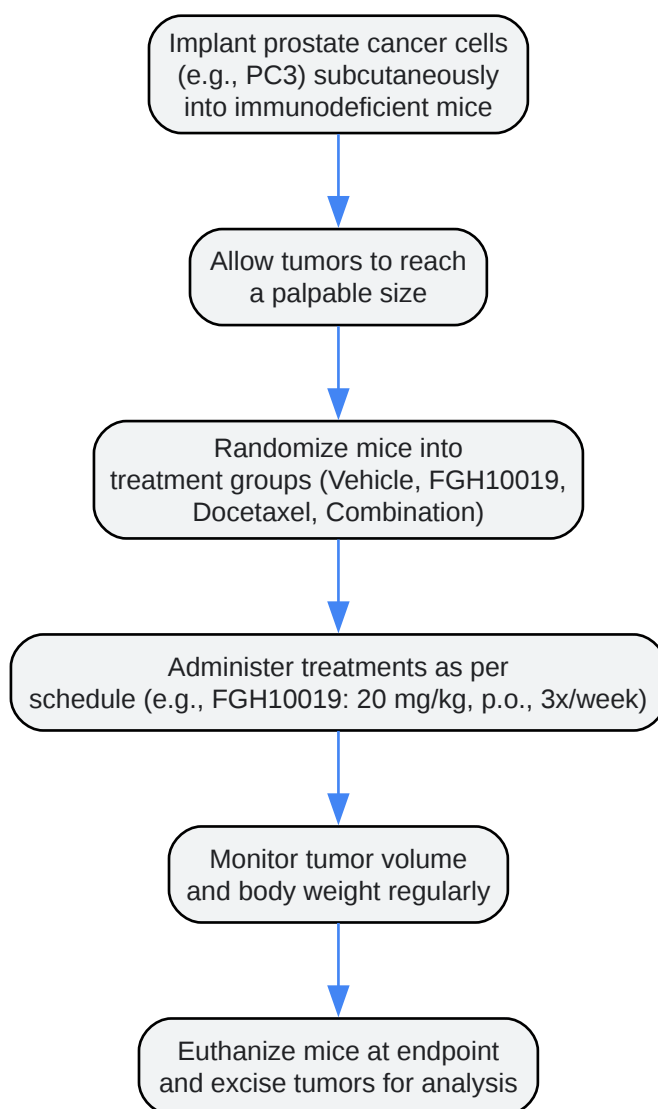 Implant prostate cancer cells
(e.g., PC3) subcutaneously
into immunodeficient mice
Allow tumors to reach
a palpable size
Randomize mice into
treatment groups (Vehicle, FGH10019,
Docetaxel, Combination)
Administer treatments as per
schedule (e.g., FGH10019: 20 mg/kg, p.o., 3x/week)
Monitor tumor volume
and body weight regularly
Euthanize mice at endpoint
and excise tumors for analysis